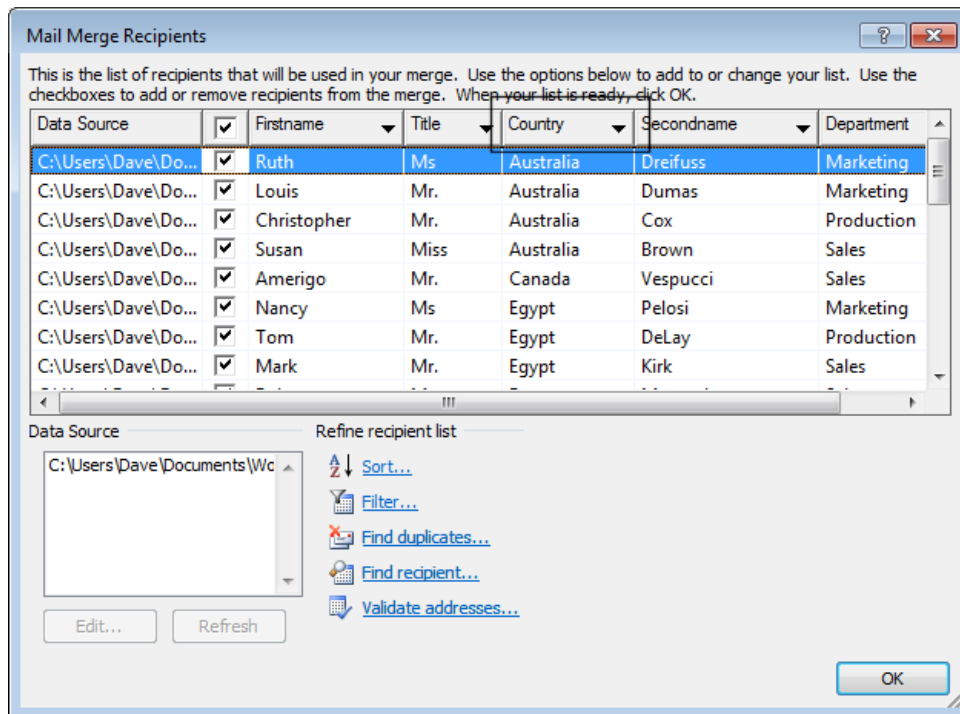 Mail Merge Recipients
This is the list of recipients that will be used in your merge. Use the options below to add to or change your list. Use the
checkboxes to add or remove recipients from the merge. When your list is ready, click OK.
Data Source Firstname Title Country Secondname Department
C:\Users\Dave\Do... Ruth Ms Australia Dreifuss Marketing
C:\Users\Dave\Do... Louis Mr. Australia Dumas Marketing
C:\Users\Dave\Do... Christopher Mr. Australia Cox Production
C:\Users\Dave\Do... Susan Miss Australia Brown Sales
C:\Users\Dave\Do... Amerigo Mr. Canada Vespucci Sales
C:\Users\Dave\Do... Nancy Ms Egypt Pelosi Marketing
C:\Users\Dave\Do... Tom Mr. Egypt DeLay Production
C:\Users\Dave\Do... Mark Mr. Egypt Kirk Sales
Data Source Refine recipient list
C:\Users\Dave\Documents\Wo
Sort...
Filter...
Find duplicates...
Find recipient...
Validate addresses...
Edit... Refresh
OK